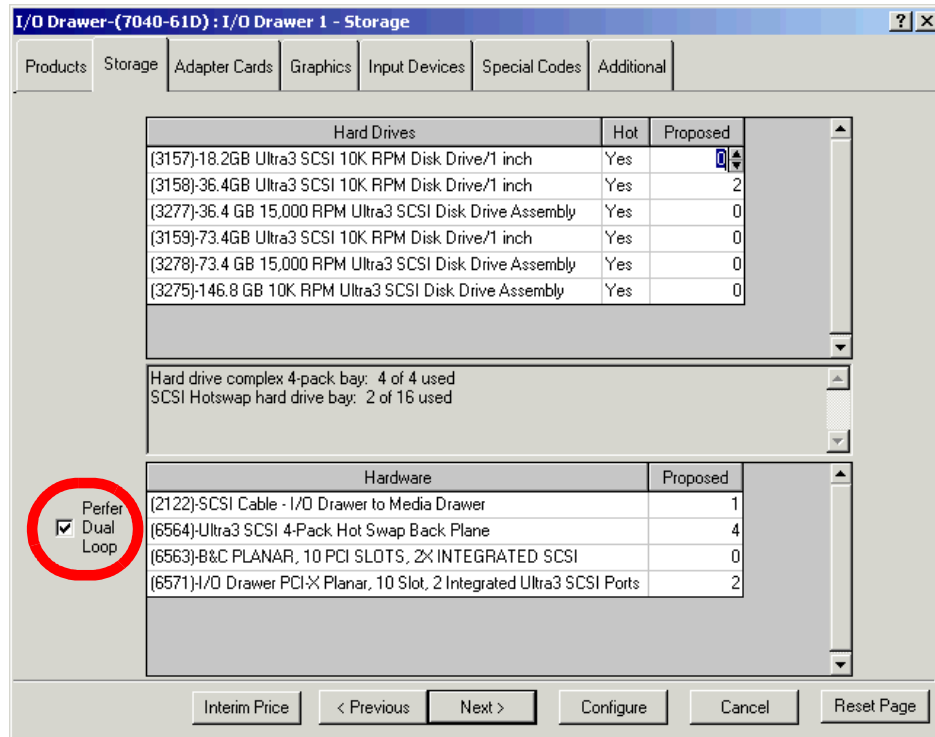 I/O Drawer-(7040-61D) : I/O Drawer 1 - Storage
Products Storage Adapter Cards Graphics Input Devices Special Codes Additional
Hard Drives Hot Proposed
(3157)-18.2GB Ultra3 SCSI 10K RPM Disk Drive/1 inch Yes 0
(3158)-36.4GB Ultra3 SCSI 10K RPM Disk Drive/1 inch Yes 2
(3277)-36.4 GB 15,000 RPM Ultra3 SCSI Disk Drive Assembly Yes 0
(3159)-73.4GB Ultra3 SCSI 10K RPM Disk Drive/1 inch Yes 0
(3278)-73.4 GB 15,000 RPM Ultra3 SCSI Disk Drive Assembly Yes 0
(3275)-146.8 GB 10K RPM Ultra3 SCSI Disk Drive Assembly Yes 0
Hard drive complex 4-pack bay: 4 of 4 used
SCSI Hotswap hard drive bay: 2 of 16 used
Perfer
Dual
Loop
Hardware Proposed
(2122)-SCSI Cable - I/O Drawer to Media Drawer 1
(6564)-Ultra3 SCSI 4-Pack Hot Swap Back Plane 4
(6563)-B&C PLANAR, 10 PCI SLOTS, 2X INTEGRATED SCSI 0
(6571)-I/O Drawer PCI-X Planar, 10 Slot, 2 Integrated Ultra3 SCSI Ports 2
Interim Price < Previous Next > Configure Cancel Reset Page